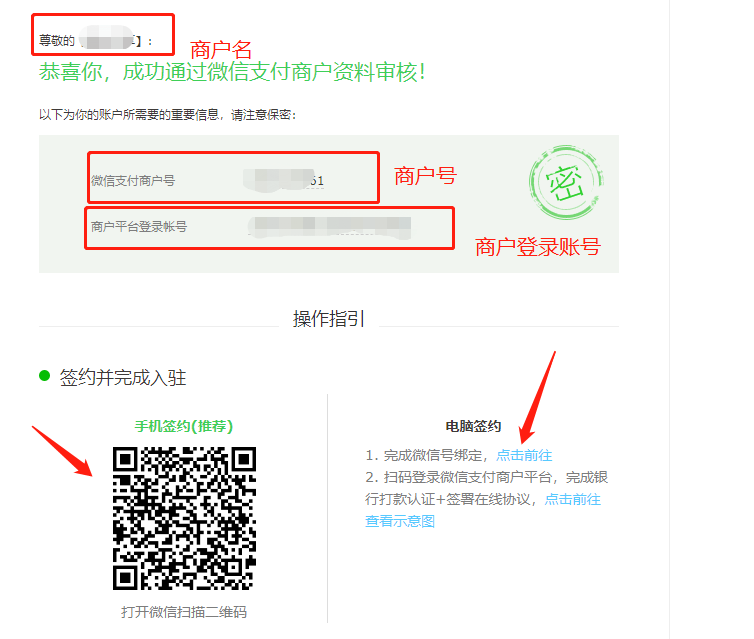 尊敬的【 】:
商户名
恭喜你,成功通过微信支付商户资料审核!
以下为你的账户所需要的重要信息,请注意保密:
微信支付商户号 61
商户号
密
商户平台登录帐号
商户登录账号
操作指引
签约并完成入驻
手机签约(推荐)
打开微信扫描二维码
电脑签约
1. 完成微信号绑定,点击前往
2. 扫码登录微信支付商户平台,完成银
行打款认证+签署在线协议,点击前往
查看示意图